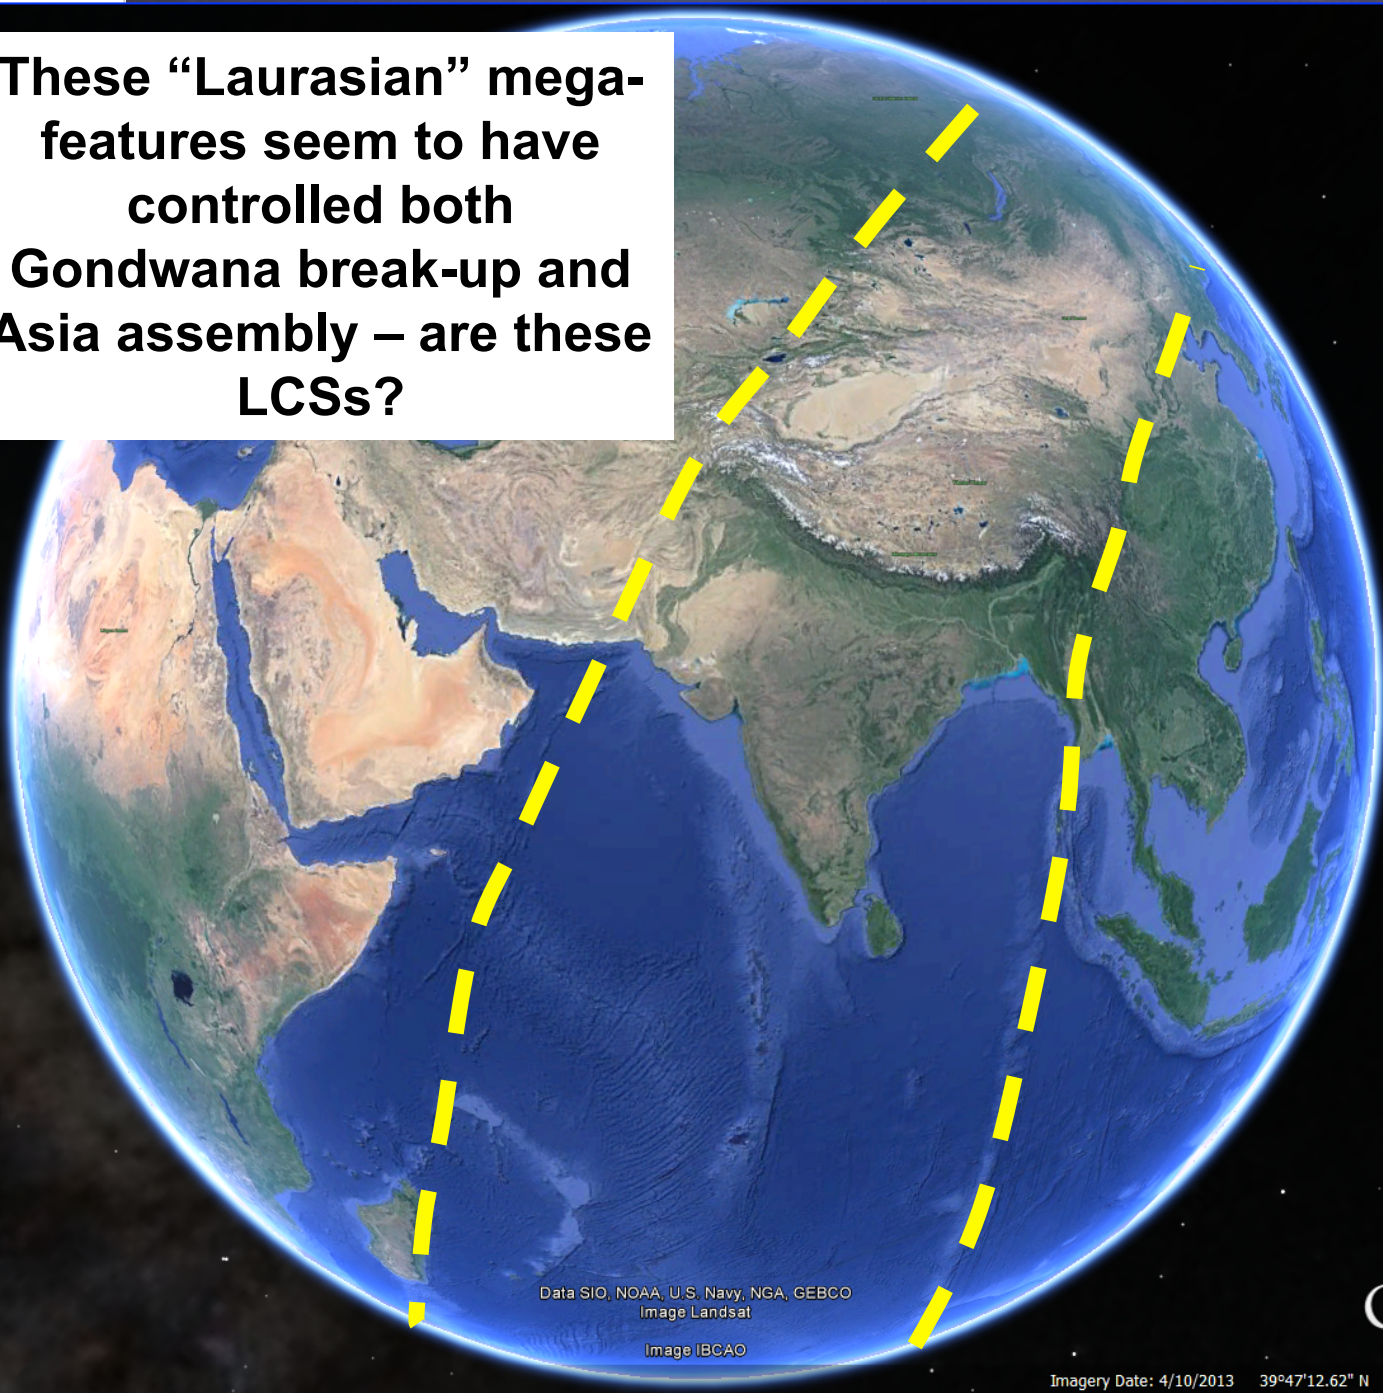 These “Laurasian” mega-
features seem to have
controlled both
Gondwana break-up and
Asia assembly – are these
LCSs?
Data SIO, NOAA, U.S. Navy, NGA, GEBCO
Image Landsat
Image IBCAO
Imagery Date: 4/10/2013 39°47'12.62" N